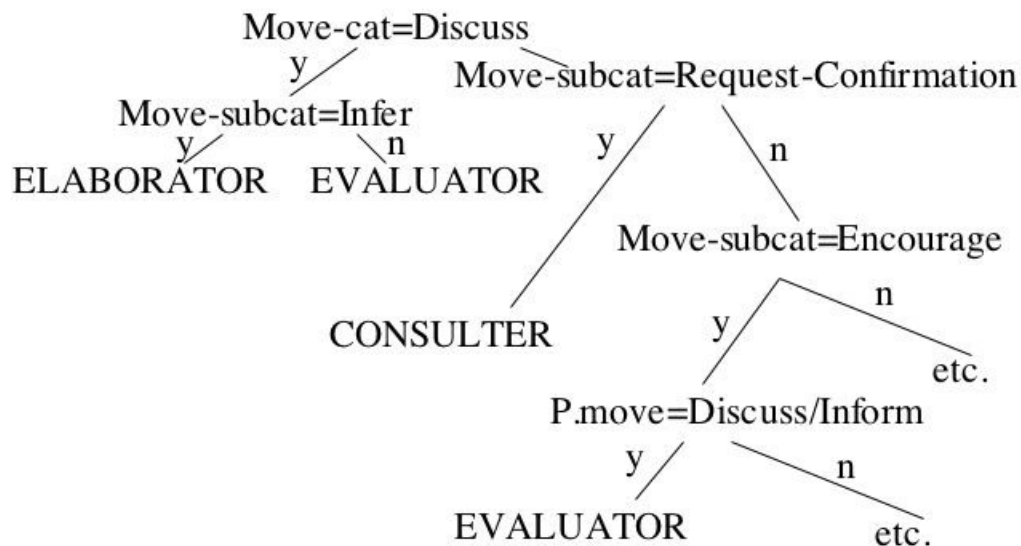 Move-cat=Discuss
y
Move-subcat=Request-Confirmation
Move-subcat=Infer
y
n
y
n
ELABORATOR EVALUATOR
Move-subcat=Encourage
n
CONSULTER
y
etc.
P.move=Discuss/Inform
y
n
EVALUATOR
etc.